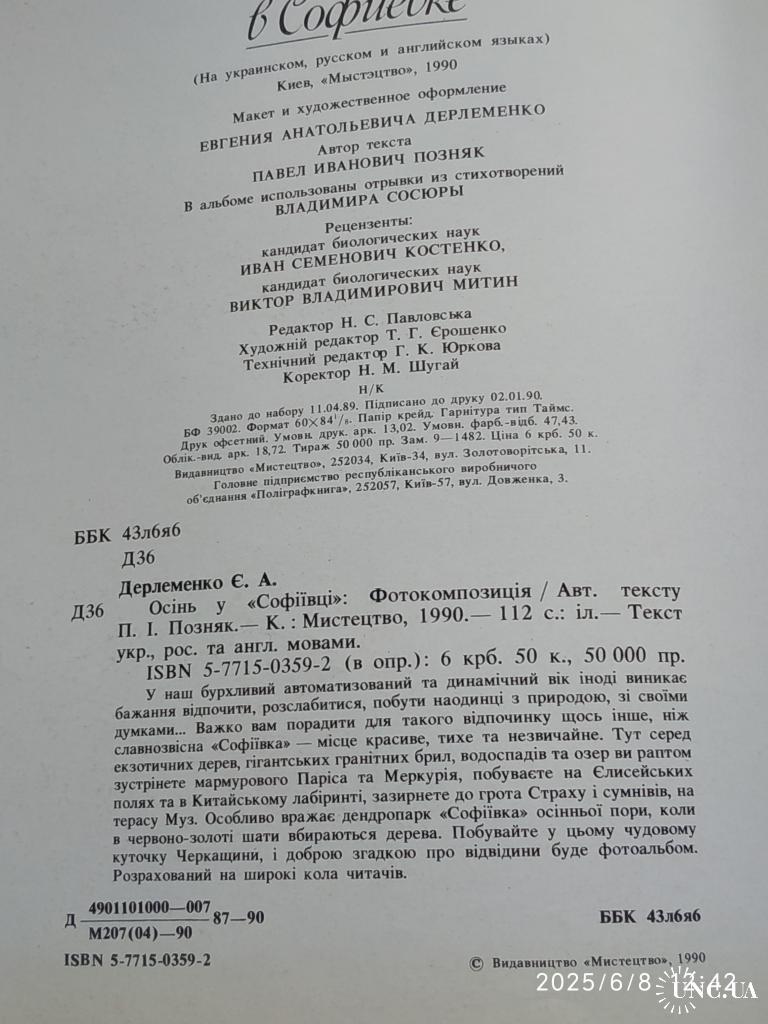 в Софиевке
(На украинском, русском и английском языках)
Киев, «Мыстэцтво», 1990
Макет и художественное оформление
ЕВГЕНИЯ АНАТОЛЬЕВИЧА ДЕРЛЕМЕНКО
Автор текста
ПАВЕЛ ИВАНОВИЧ ПОЗНЯК
В альбоме использованы отрывки из стихотворений
ВЛАДИМИРА СОСЮРЫ
Рецензенты:
кандидат биологических наук
ИВАН СЕМЕНОВИЧ КОСТЕНКО,
кандидат биологических наук
ВИКТОР ВЛАДИМИРОВИЧ МИТИН
Редактор Н. С. Павловська
Художній редактор Т. Г. Єрошенко
Технічний редактор Г. К. Юркова
Коректор Н. М. Шугай
Н/К
Здано до набору 11.04.89. Підписано до друку 02.01.90.
БФ 39002. Формат 60×84¹/₈. Папір крейд. Гарнітура тип Таймс.
Друк офсетний. Умовн. друк. арк. 13,02. Умовн. фарб.-відб. 47,43.
Облік.-вид. арк. 18,72. Тираж 50 000 пр. Зам. 9—1482. Ціна 6 крб. 50 к.
Видавництво «Мистецтво», 252034, Київ-34, вул. Золотоворітська, 11.
Головне підприємство республіканського виробничого
об'єднання «Поліграфкнига», 252057, Київ-57, вул. Довженка, 3.
ББК 43л6я6
Д36
Дерлеменко Є. А.
Д36 Осінь у «Софіївці»: Фотокомпозиція / Авт. тексту
П. І. Позняк.— К. : Мистецтво, 1990.— 112 с.: іл.— Текст
укр., рос. та англ. мовами.
ISBN 5-7715-0359-2 (в опр.): 6 крб. 50 к., 50 000 пр.
У наш бурхливий автоматизований та динамічний вік іноді виникає
бажання відпочити, розслабитися, побути наодинці з природою, зі своїми
думками... Важко вам порадити для такого відпочинку щось інше, ніж
славнозвісна «Софіївка» — місце красиве, тихе та незвичайне. Тут серед
екзотичних дерев, гігантських гранітних брил, водоспадів та озер ви раптом
зустрінете мармурового Паріса та Меркурія, побуваєте на Єлисейських
полях та в Китайському лабіринті, зазирнете до грота Страху і сумнівів, на
терасу Муз. Особливо вражає дендропарк «Софіївка» осінньої пори, коли
в червоно-золоті шати вбираються дерева. Побувайте у цьому чудовому
куточку Черкащини, і доброю згадкою про відвідини буде фотоальбом.
Розрахований на широкі кола читачів.
Д 4901101000—007 87—90
М207(04)—90
ББК 43л6я6
ISBN 5-7715-0359-2
© Видавництво «Мистецтво», 1990
2025/6/8 12:42
UNC.UA